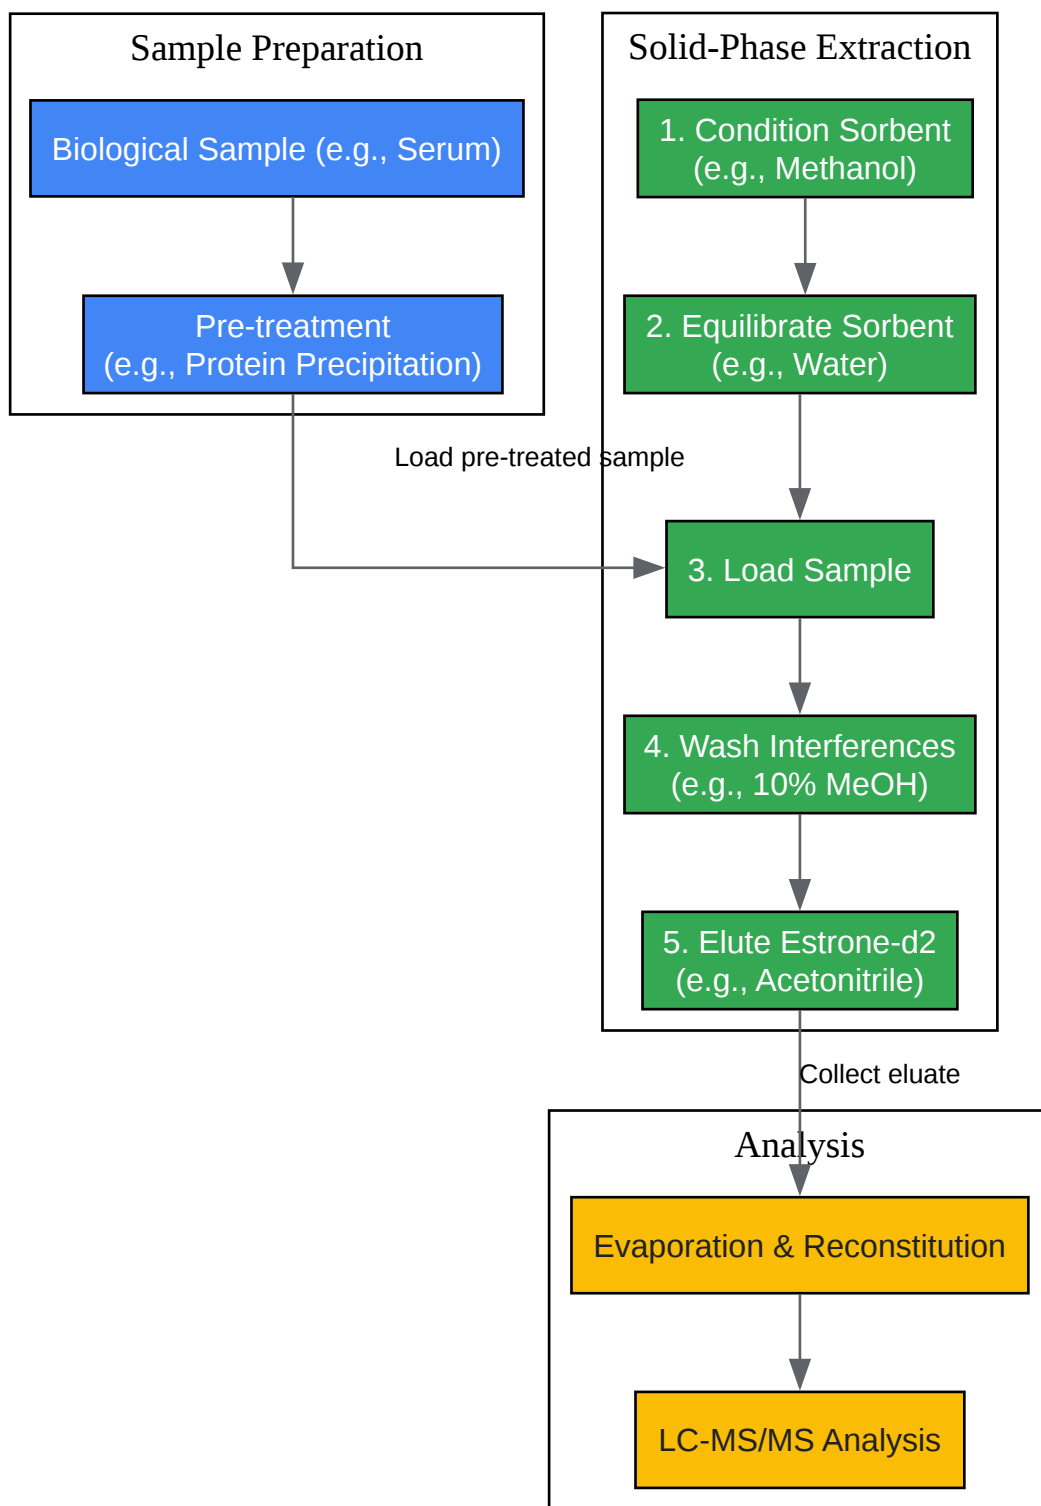 Sample Preparation
Biological Sample (e.g., Serum)
Pre-treatment
(e.g., Protein Precipitation)
Load pre-treated sample
Solid-Phase Extraction
1. Condition Sorbent
(e.g., Methanol)
2. Equilibrate Sorbent
(e.g., Water)
3. Load Sample
4. Wash Interferences
(e.g., 10% MeOH)
5. Elute Estrone-d2
(e.g., Acetonitrile)
Collect eluate
Analysis
Evaporation & Reconstitution
LC-MS/MS Analysis